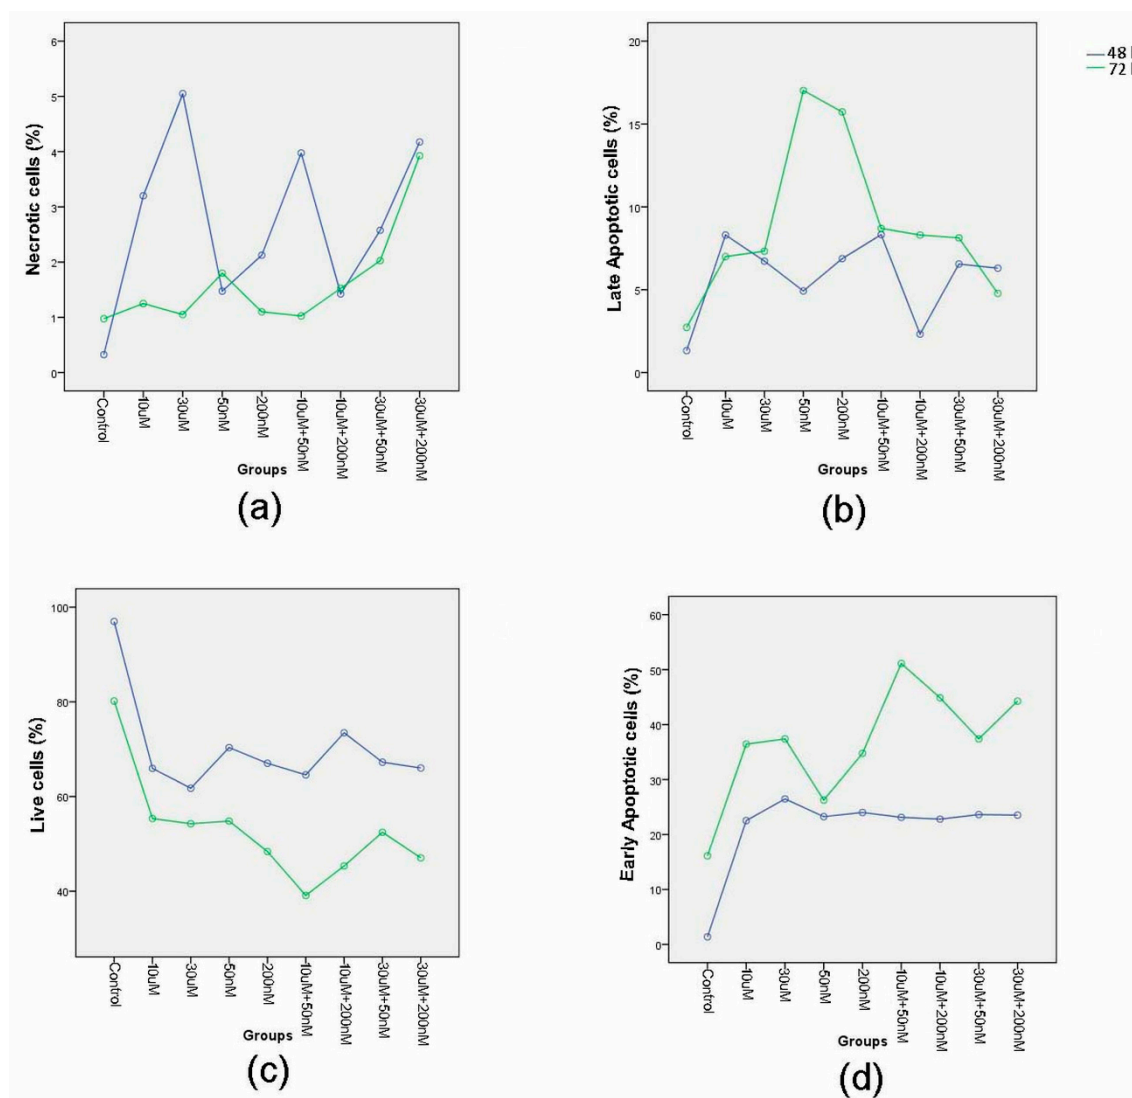 6
5
4
3
2
1
0
Necrotic cells (%)
Control
10uM
30uM
50nM
200nM
10uM+50nM
10uM+200nM
30uM+50nM
30uM+200nM
Groups
(a)
20
15
10
5
0
Late Apoptotic cells (%)
Control
10uM
30uM
50nM
200nM
10uM+50nM
10uM+200nM
30uM+50nM
30uM+200nM
Groups
(b)
48
72
100
80
60
40
Live cells (%)
Control
10uM
30uM
50nM
200nM
10uM+50nM
10uM+200nM
30uM+50nM
30uM+200nM
Groups
(c)
60
50
40
30
20
10
0
Early Apoptotic cells (%)
Control
10uM
30uM
50nM
200nM
10uM+50nM
10uM+200nM
30uM+50nM
30uM+200nM
Groups
(d)